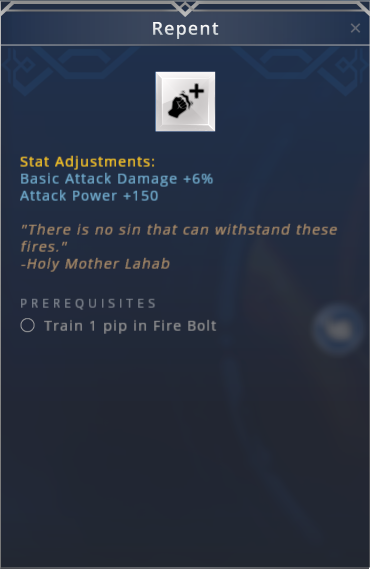 Repent
Stat Adjustments:
Basic Attack Damage +6%
Attack Power +150
"There is no sin that can withstand these
fires."
-Holy Mother Lahab
PREREQUISITES
Train 1 pip in Fire Bolt